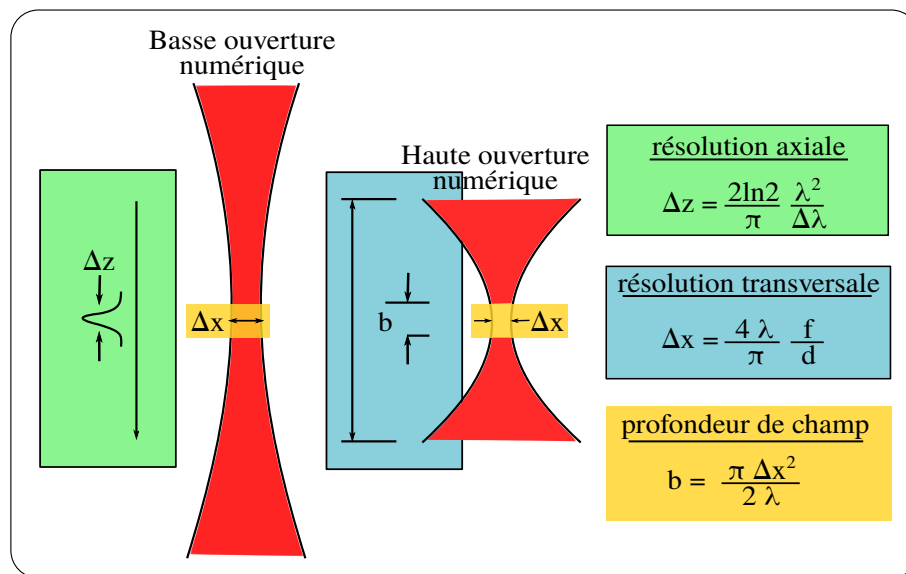 Basse ouverture
numérique
Δz
Δx
Haute ouverture
numérique
b
Δx
résolution axiale
Δz = 2ln2/π λ²/Δλ
résolution transversale
Δx = 4 λ/π f/d
profondeur de champ
b = π Δx²/2 λ